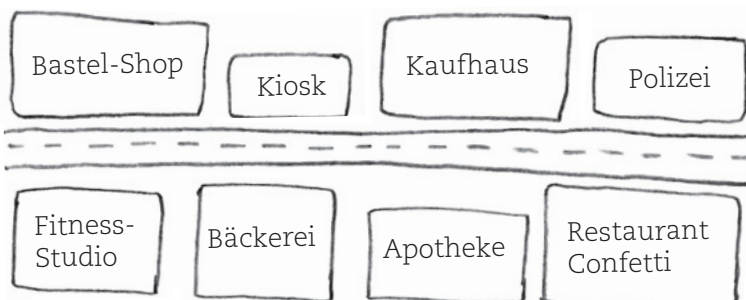 Bastel-Shop
Kiosk
Kaufhaus
Polizei
Fitness-
Studio
Bäckerei
Apotheke
Restaurant
Confetti